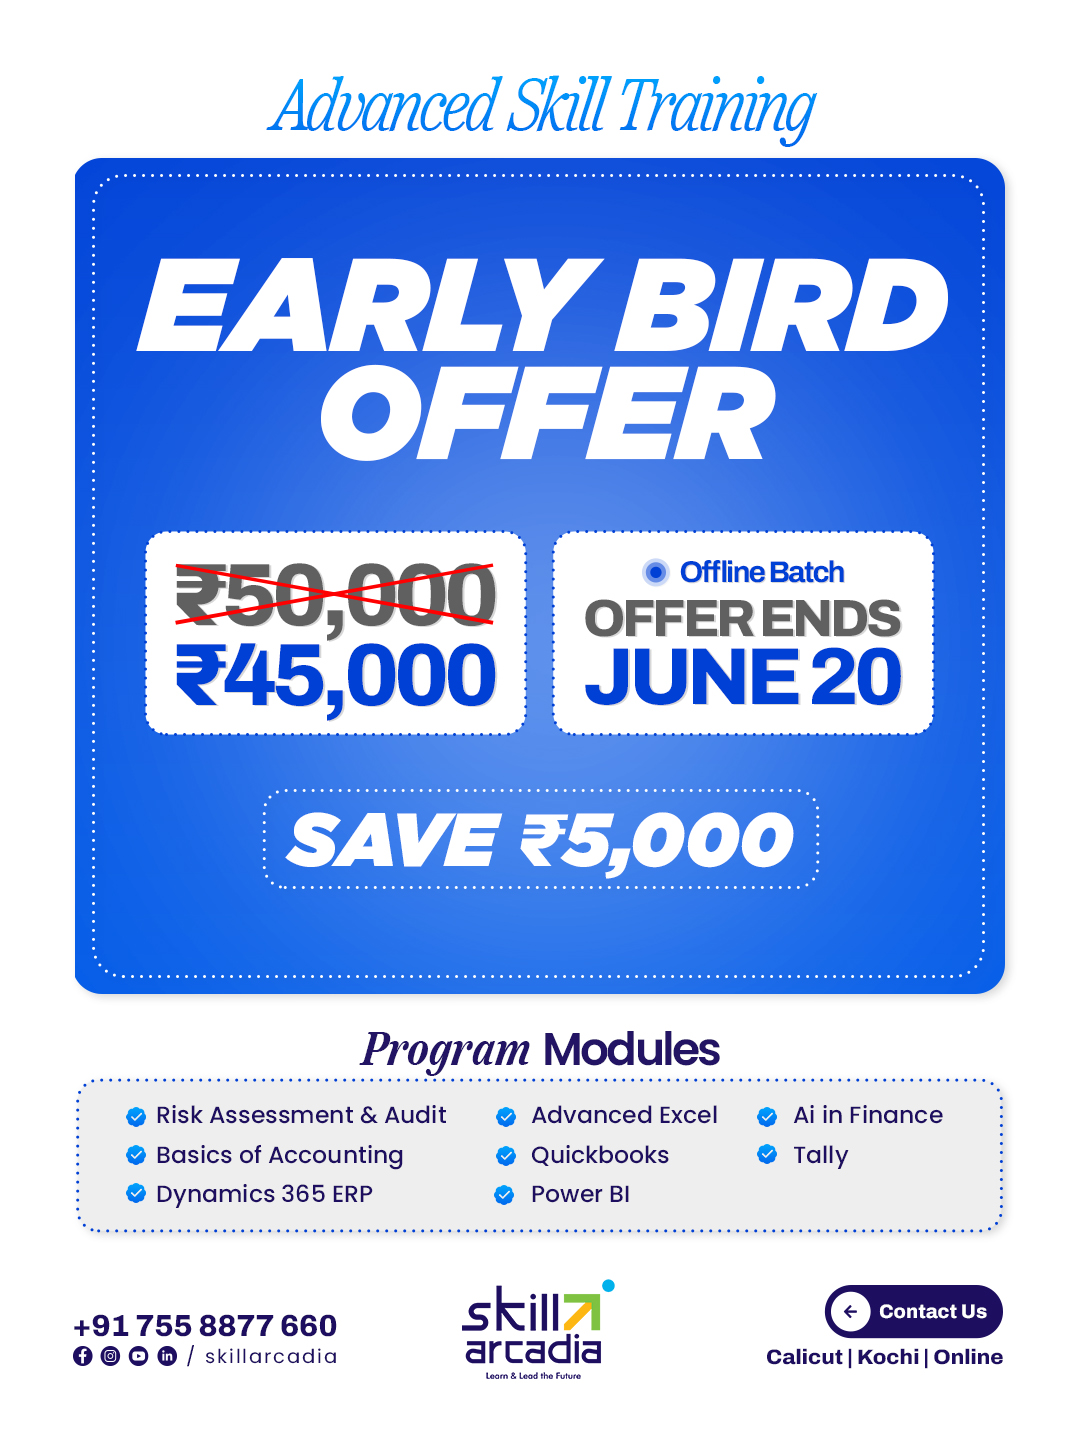 Advanced Skill Training
EARLY BIRD
OFFER
₹50,000
₹45,000
Offline Batch
OFFER ENDS
JUNE 20
SAVE ₹5,000
Program Modules
Risk Assessment & Audit
Basics of Accounting
Dynamics 365 ERP
Advanced Excel
Quickbooks
Power BI
Ai in Finance
Tally
+91 755 8877 660
/ skillarcadia
skill
arcadia
Learn & Lead the Future
Contact Us
Calicut | Kochi | Online